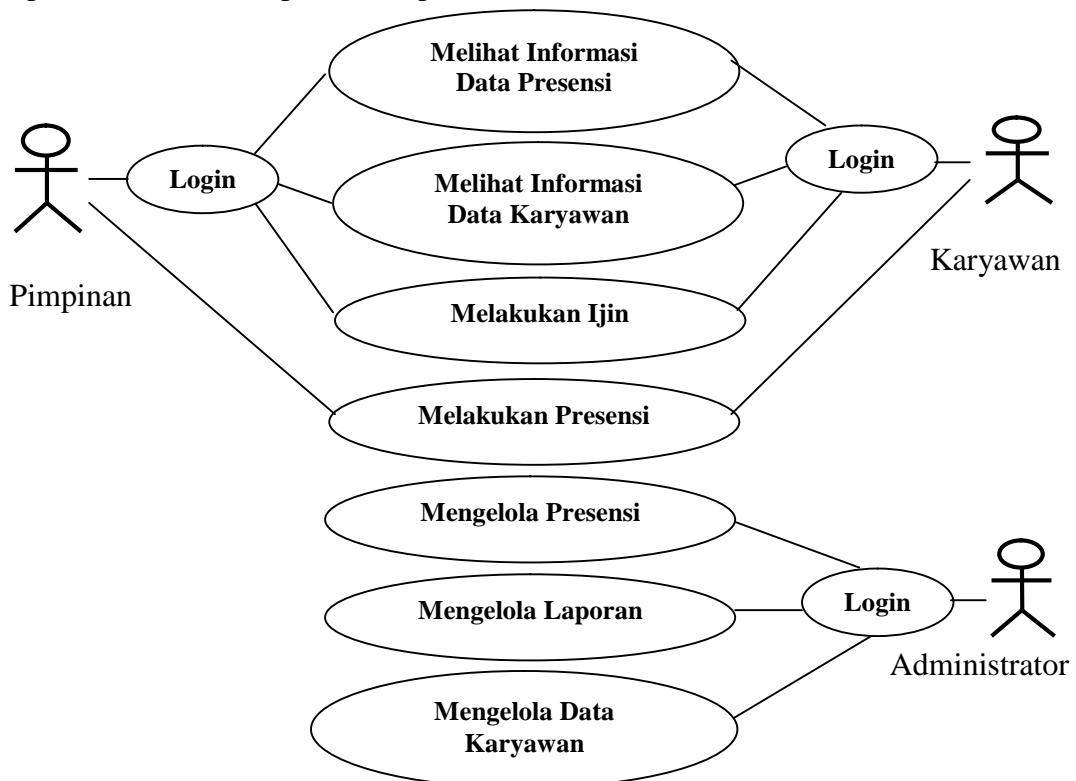 Melihat Informasi
Data Presensi
Login
Login
Melihat Informasi
Data Karyawan
Karyawan
Pimpinan
Melakukan Ijin
Melakukan Presensi
Mengelola Presensi
Mengelola Laporan
Login
Administrator
Mengelola Data
Karyawan